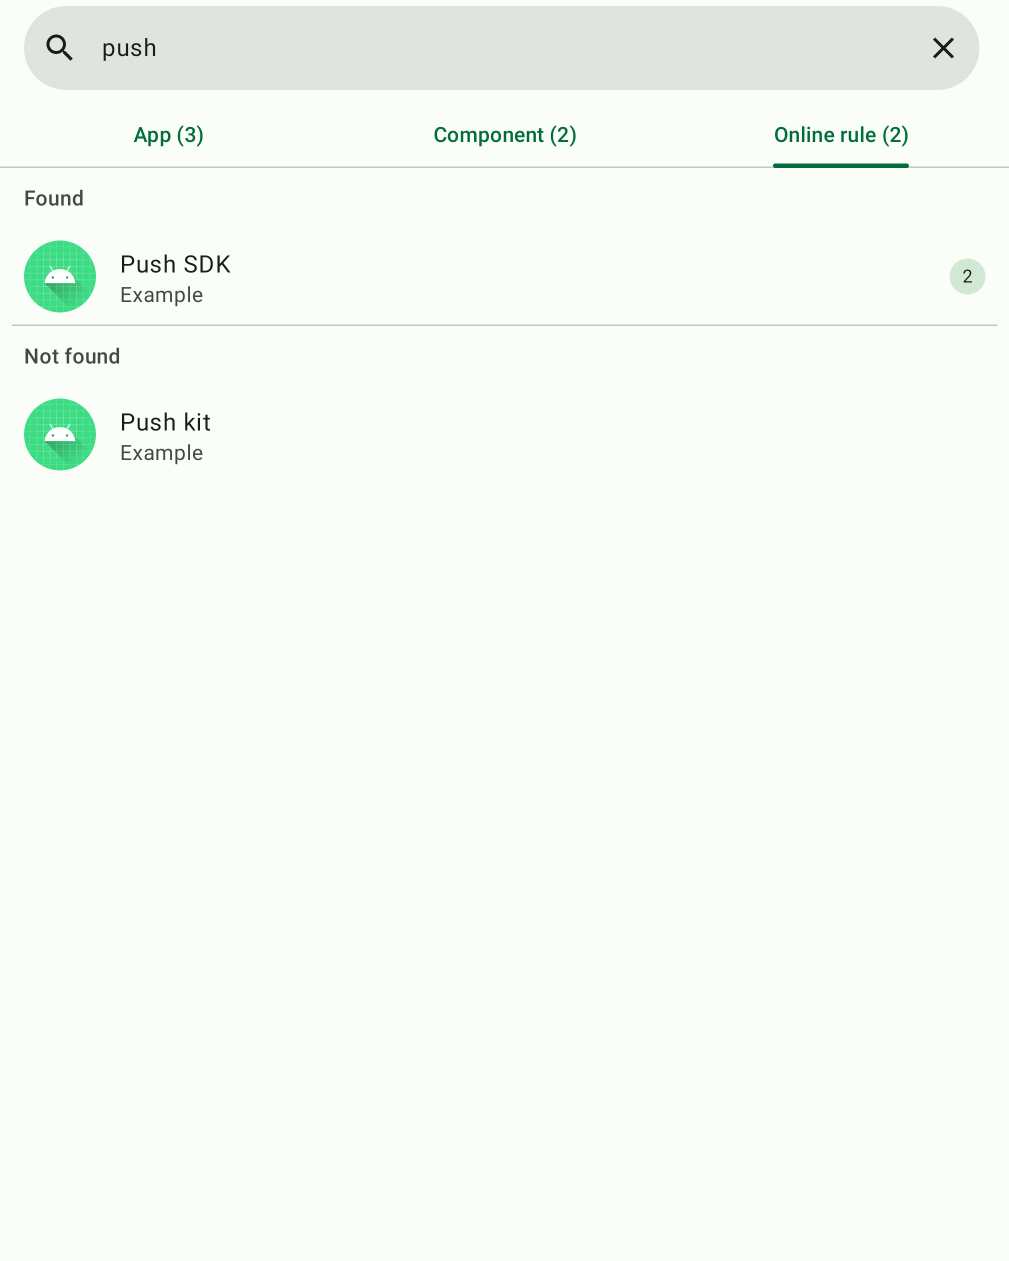 push
App (3)
Component (2)
Online rule (2)
Found
Push SDK
Example
2
Not found
Push kit
Example